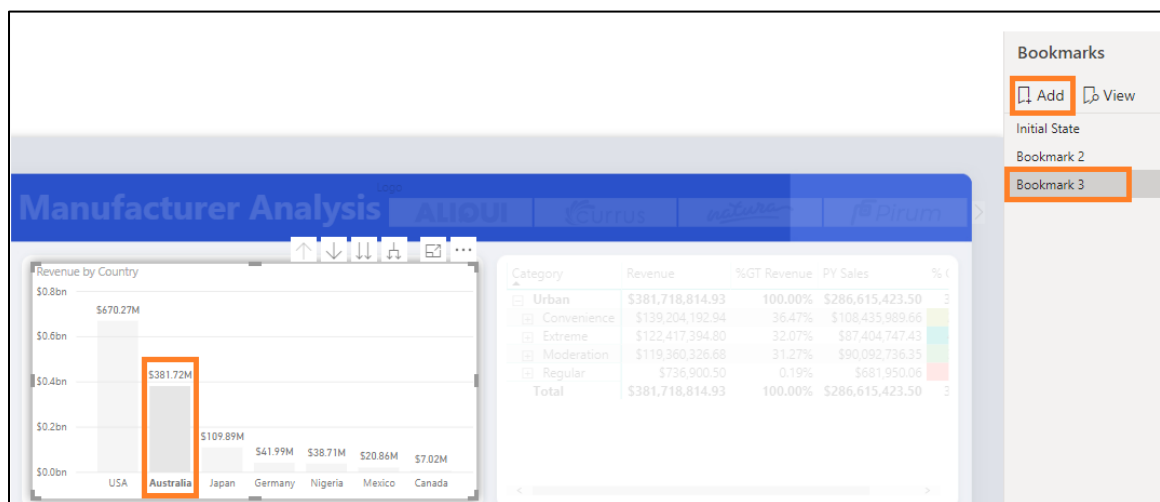 Bookmarks
Add View
Initial State
Bookmark 2
Bookmark 3
Logo
Manufacturer Analysis ALIQUI Currus natura Pirum
Revenue by Country
$0.8bn
$0.6bn
$0.4bn
$0.2bn
$0.0bn
$670.27M
$381.72M
$109.89M
$41.99M
$38.71M
$20.86M
$7.02M
USA Australia Japan Germany Nigeria Mexico Canada
Category Revenue %GT Revenue PY Sales % (
Urban $381,718,814.93 100.00% $286,615,423.50 3
Convenience $139,204,192.94 36.47% $108,435,989.66
Extreme $122,417,394.80 32.07% $87,404,747.43
Moderation $119,360,326.68 31.27% $90,092,736.35
Regular $736,900.50 0.19% $681,950.06
Total $381,718,814.93 100.00% $286,615,423.50 3